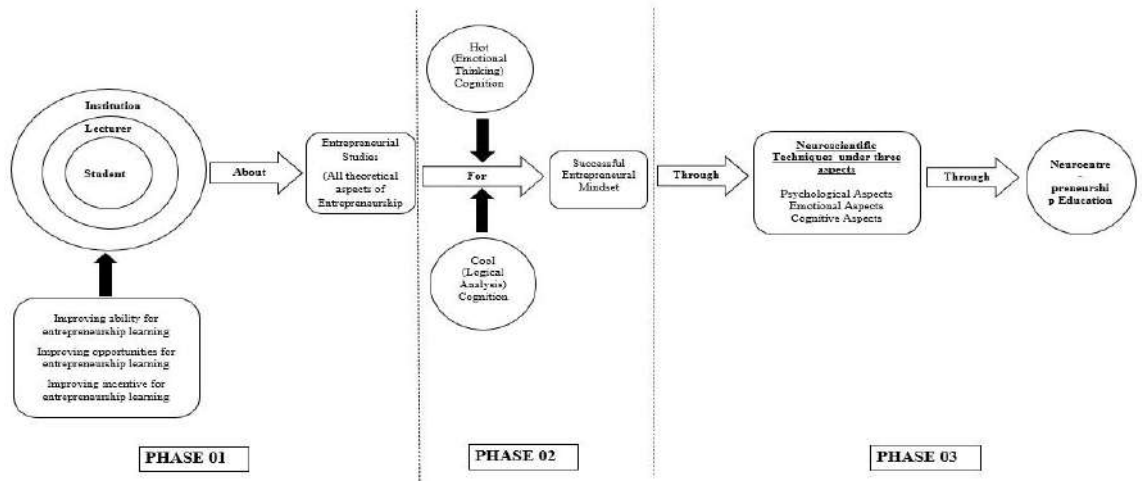 Institution
Lecturer
Student
Improving ability for
entrepreneurship learning
Improving opportunities for
entrepreneurship learning
Improving incentive for
entrepreneurship learning
About
Entrepreneurial
Studies
(All theoretical
aspects of
Entrepreneurship
PHASE 01
Hot
(Emotional
Thinking)
Cognition
For
Cool
(Logical
Analysis)
Cognition
Successful
Entrepreneural
Mindset
PHASE 02
Through
Neuroscientific
Techniques under three
aspects
Psychological Aspects
Emotional Aspects
Cognitive Aspects
Through
Neuroentre
-
preneurshi
p Education
PHASE 03